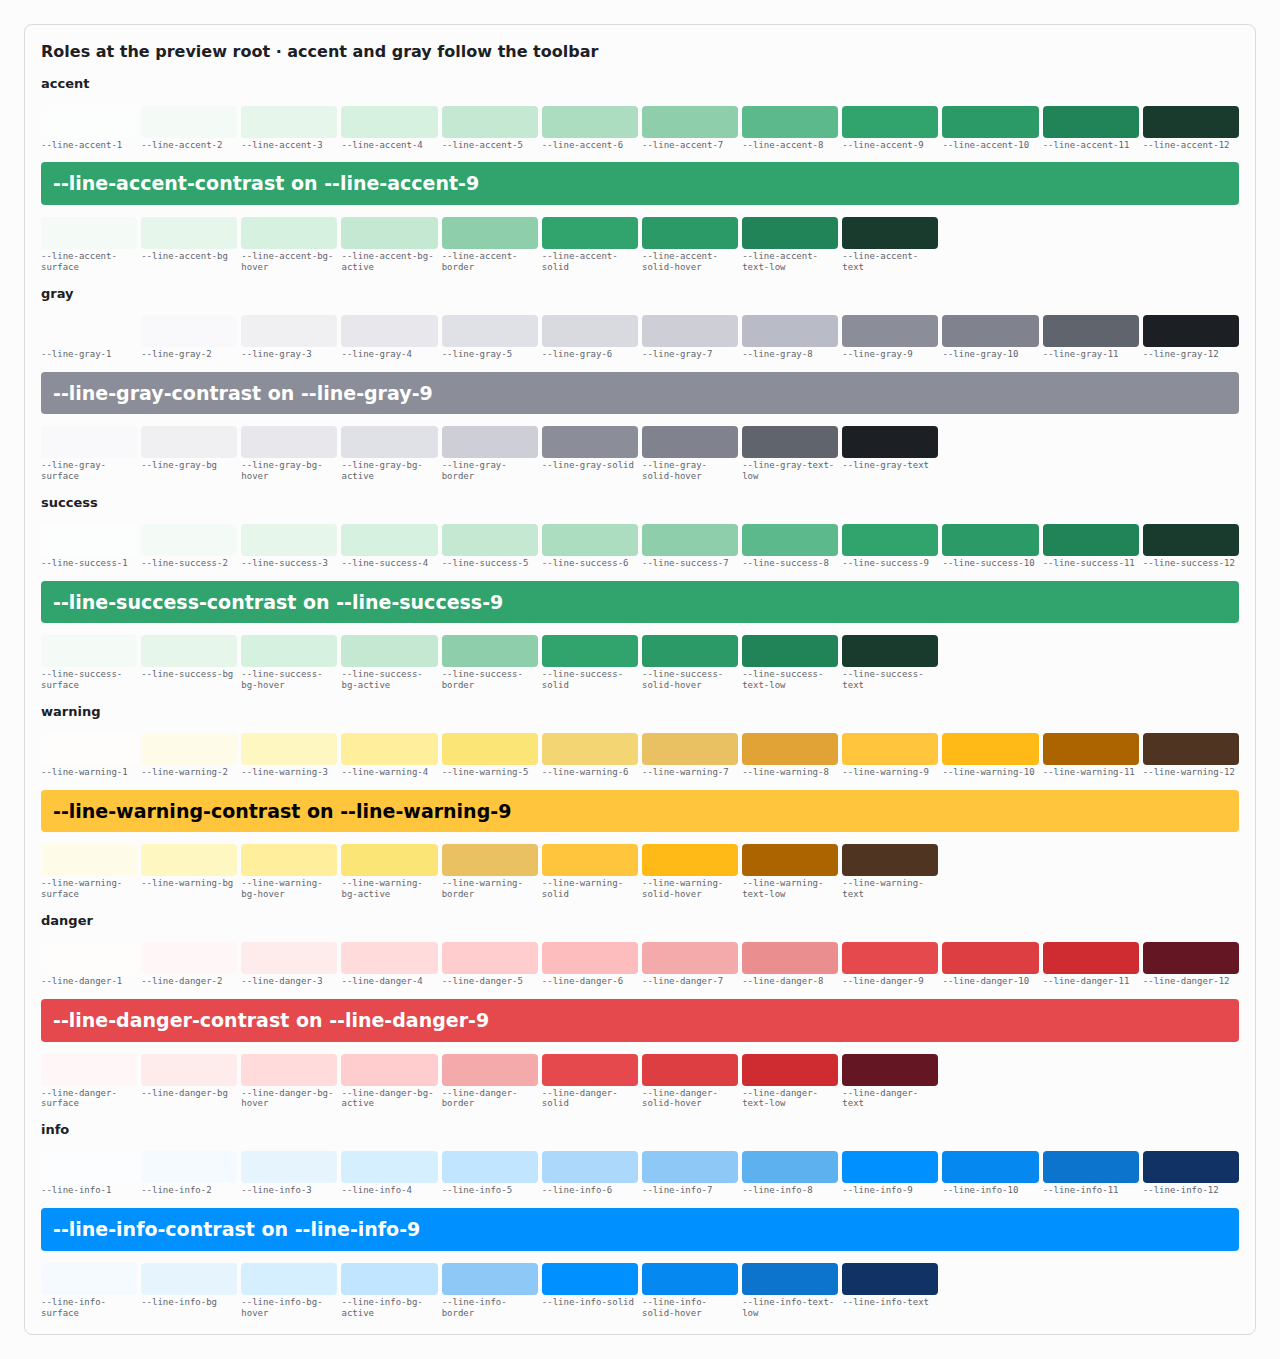 Roles at the preview root · accent and gray follow the toolbar
accent
--line-accent-1 --line-accent-2 --line-accent-3 --line-accent-4 --line-accent-5 --line-accent-6 --line-accent-7 --line-accent-8 --line-accent-9 --line-accent-10 --line-accent-11 --line-accent-12
--line-accent-contrast on --line-accent-9
--line-accent- --line-accent-bg --line-accent-bg- --line-accent-bg- --line-accent- --line-accent- --line-accent- --line-accent- --line-accent-
surface hover active border solid solid-hover text-low text
gray
--line-gray-1 --line-gray-2 --line-gray-3 --line-gray-4 --line-gray-5 --line-gray-6 --line-gray-7 --line-gray-8 --line-gray-9 --line-gray-10 --line-gray-11 --line-gray-12
--line-gray-contrast on --line-gray-9
--line-gray- --line-gray-bg --line-gray-bg- --line-gray-bg- --line-gray- --line-gray-solid --line-gray- --line-gray-text- --line-gray-text
surface hover active border solid-hover low
success
--line-success-1 --line-success-2 --line-success-3 --line-success-4 --line-success-5 --line-success-6 --line-success-7 --line-success-8 --line-success-9 --line-success-10 --line-success-11 --line-success-12
--line-success-contrast on --line-success-9
--line-success- --line-success-bg --line-success- --line-success- --line-success- --line-success- --line-success- --line-success- --line-success-
surface bg-hover bg-active border solid solid-hover text-low text
warning
--line-warning-1 --line-warning-2 --line-warning-3 --line-warning-4 --line-warning-5 --line-warning-6 --line-warning-7 --line-warning-8 --line-warning-9 --line-warning-10 --line-warning-11 --line-warning-12
--line-warning-contrast on --line-warning-9
--line-warning- --line-warning-bg --line-warning- --line-warning- --line-warning- --line-warning- --line-warning- --line-warning- --line-warning-
surface bg-hover bg-active border solid solid-hover text-low text
danger
--line-danger-1 --line-danger-2 --line-danger-3 --line-danger-4 --line-danger-5 --line-danger-6 --line-danger-7 --line-danger-8 --line-danger-9 --line-danger-10 --line-danger-11 --line-danger-12
--line-danger-contrast on --line-danger-9
--line-danger- --line-danger-bg --line-danger-bg- --line-danger-bg- --line-danger- --line-danger- --line-danger- --line-danger- --line-danger-
surface hover active border solid solid-hover text-low text
info
--line-info-1 --line-info-2 --line-info-3 --line-info-4 --line-info-5 --line-info-6 --line-info-7 --line-info-8 --line-info-9 --line-info-10 --line-info-11 --line-info-12
--line-info-contrast on --line-info-9
--line-info- --line-info-bg --line-info-bg- --line-info-bg- --line-info- --line-info-solid --line-info- --line-info-text- --line-info-text
surface hover active border solid-hover low